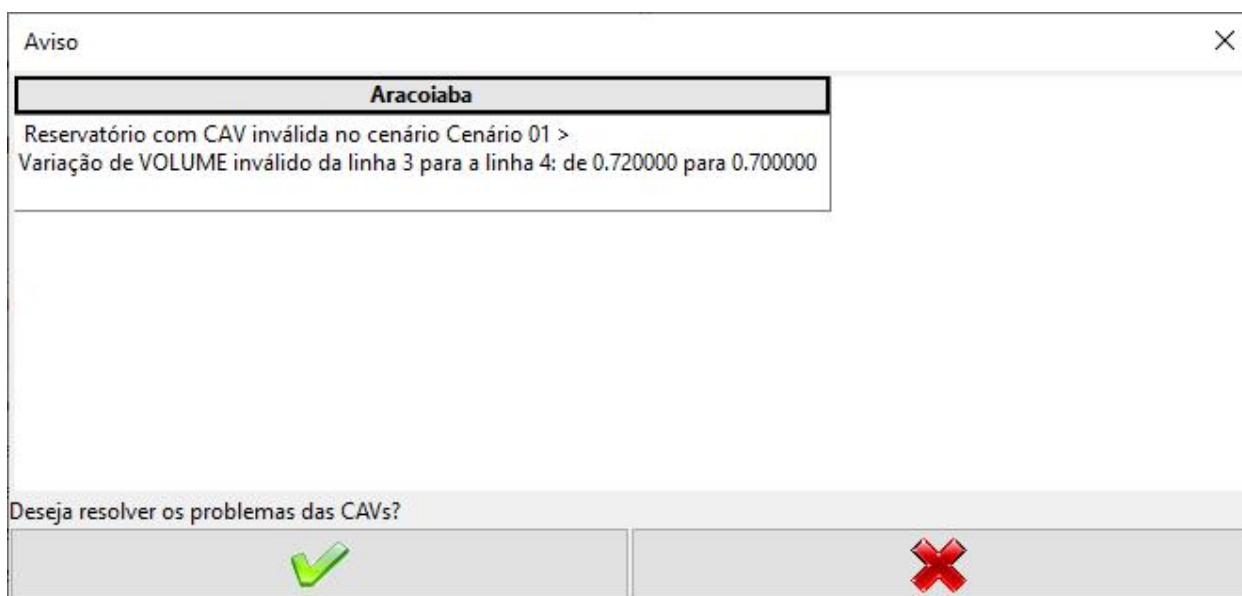 Aviso
Aracoiaba
Reservatório com CAV inválida no cenário Cenário 01 >
Variação de VOLUME inválido da linha 3 para a linha 4: de 0.720000 para 0.700000
Deseja resolver os problemas das CAVs?